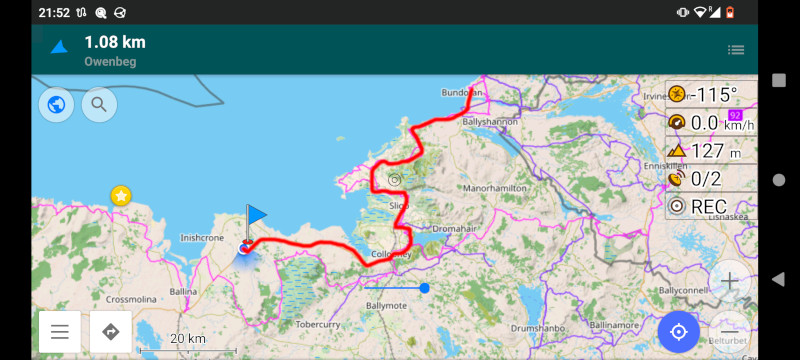 21:52
R
1.08 km
Owenbeg
Bundoran
Irvines
-115°
92
Ballyshannon
0.0 km/h
Enniskillen
127 m
Manorhamilton
0/2
Sligo
REC
Lisnaskea
Dromahair
Inishcrone
Collooney
Ballina
Crossmolina
Ballymote
Ballyconnell
Tobercurry
Drumshanbo
Ballinamore
Belturbet
20 km